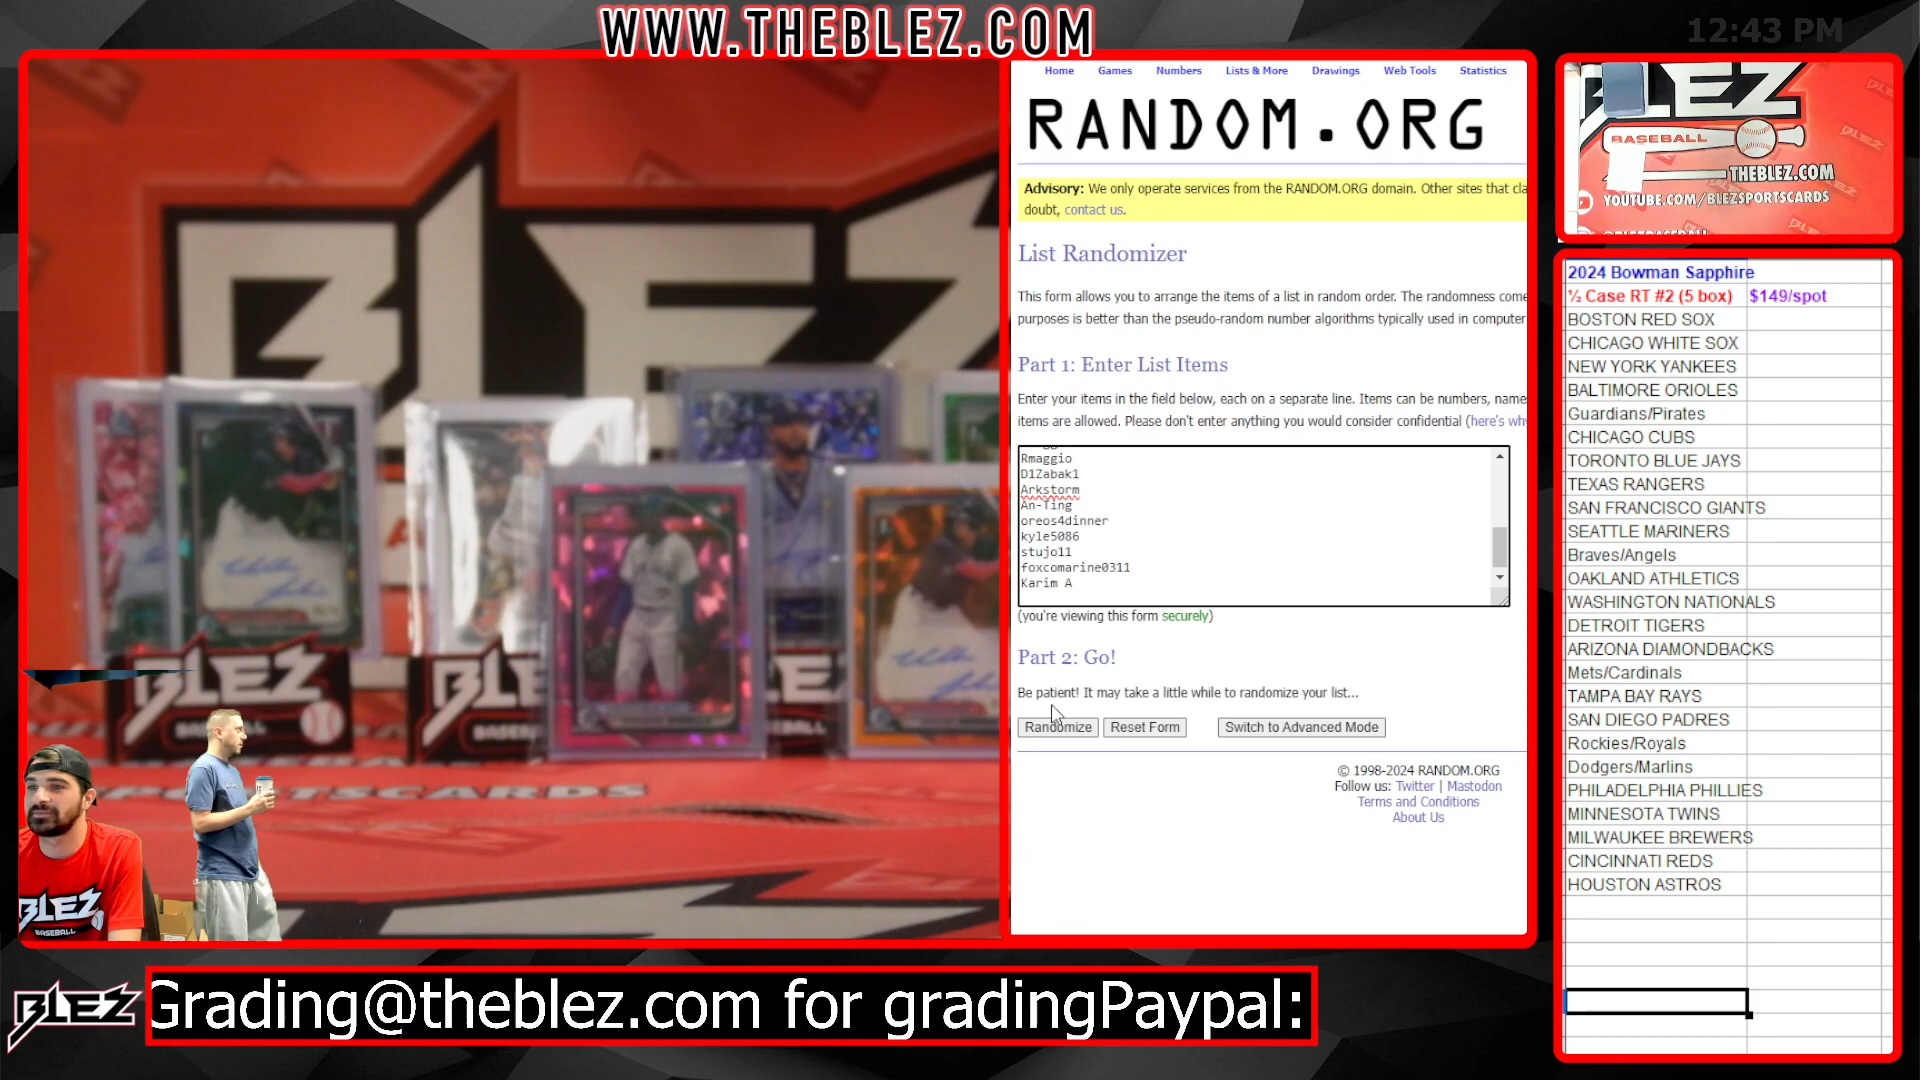 WWW.THEBLEZ.COM
12:43 PM
BLEZ
BLEZ
BASEBALL
BLEZ
Home Games Numbers Lists & More Drawings Web Tools Statistics
RANDOM.ORG
Advisory: We only operate services from the RANDOM.ORG domain. Other sites that cla
doubt, contact us.
List Randomizer
This form allows you to arrange the items of a list in random order. The randomness come
purposes is better than the pseudo-random number algorithms typically used in computer
Part 1: Enter List Items
Enter your items in the field below, each on a separate line. Items can be numbers, name
items are allowed. Please don't enter anything you would consider confidential (here's why
Rmaggio
D1Zabak1
Arkstorm
An-Ting
oreos4dinner
kyle5086
stujo11
foxcomarine0311
Karim A
(you're viewing this form securely)
Part 2: Go!
Be patient! It may take a little while to randomize your list...
Randomize Reset Form Switch to Advanced Mode
© 1998-2024 RANDOM.ORG
Follow us: Twitter | Mastodon
Terms and Conditions
About Us
BLEZ
BASEBALL
THEBLEZ.COM
YOUTUBE.COM/BLEZSPORTSCARDS
2024 Bowman Sapphire
½ Case RT #2 (5 box) $149/spot
BOSTON RED SOX
CHICAGO WHITE SOX
NEW YORK YANKEES
BALTIMORE ORIOLES
Guardians/Pirates
CHICAGO CUBS
TORONTO BLUE JAYS
TEXAS RANGERS
SAN FRANCISCO GIANTS
SEATTLE MARINERS
Braves/Angels
OAKLAND ATHLETICS
WASHINGTON NATIONALS
DETROIT TIGERS
ARIZONA DIAMONDBACKS
Mets/Cardinals
TAMPA BAY RAYS
SAN DIEGO PADRES
Rockies/Royals
Dodgers/Marlins
PHILADELPHIA PHILLIES
MINNESOTA TWINS
MILWAUKEE BREWERS
CINCINNATI REDS
HOUSTON ASTROS
BLEZ
BASEBALL
BLEZ
Grading@theblez.com for gradingPaypal: